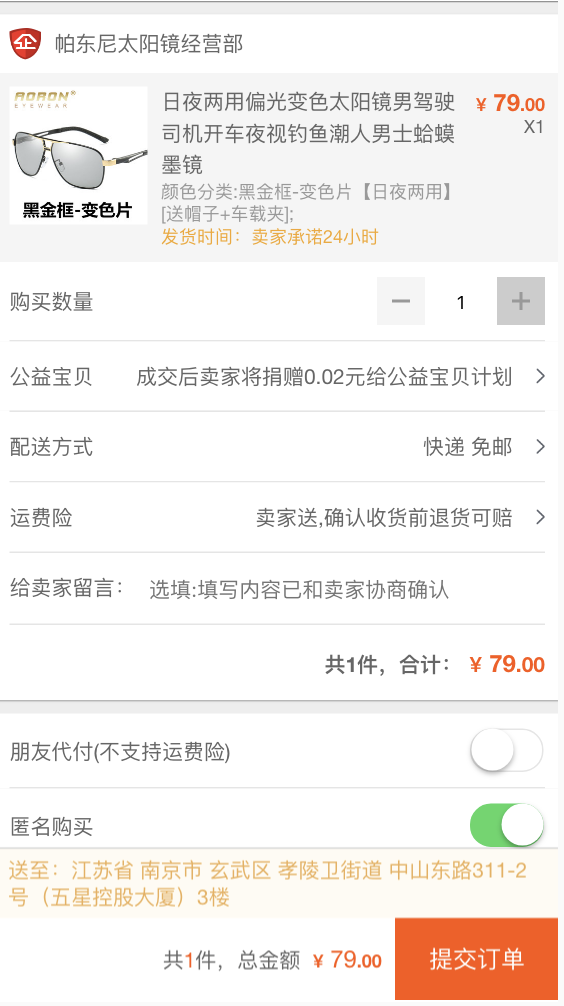 企
帕东尼太阳镜经营部
AORON®
EYEWEAR
黑金框-变色片
日夜两用偏光变色太阳镜男驾驶
司机开车夜视钓鱼潮人男士蛤蟆
墨镜
¥ 79.00
X1
颜色分类:黑金框-变色片【日夜两用】
[送帽子+车载夹];
发货时间：卖家承诺24小时
购买数量
1
公益宝贝 成交后卖家将捐赠0.02元给公益宝贝计划
配送方式 快递 免邮
运费险 卖家送,确认收货前退货可赔
给卖家留言： 选填:填写内容已和卖家协商确认
共1件，合计： ¥ 79.00
朋友代付(不支持运费险)
匿名购买
送至：江苏省 南京市 玄武区 孝陵卫街道 中山东路311-2
号（五星控股大厦）3楼
共1件，总金额 ¥ 79.00
提交订单